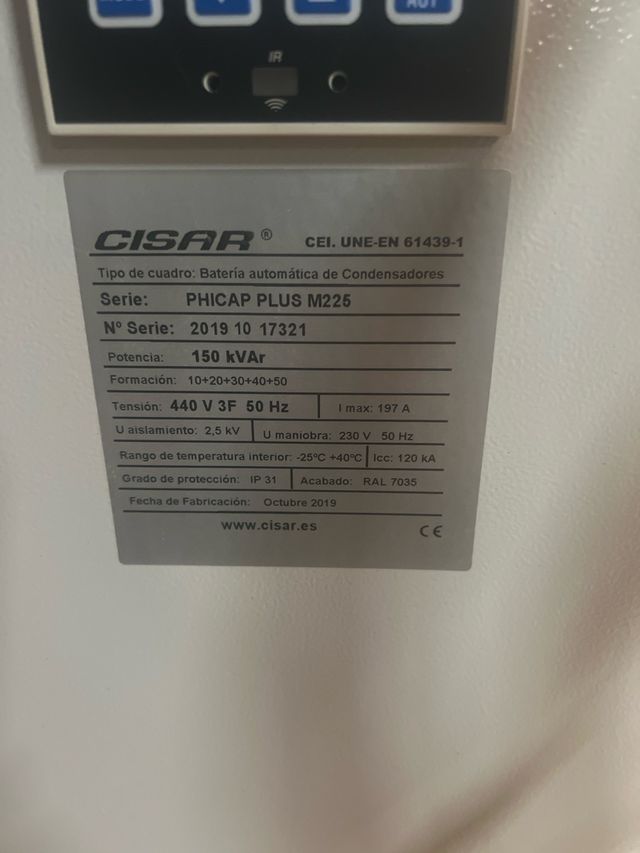 AUT
IR
CISAR® CEI. UNE-EN 61439-1
Tipo de cuadro: Batería automática de Condensadores
Serie: PHICAP PLUS M225
Nº Serie: 2019 10 17321
Potencia: 150 kVAr
Formación: 10+20+30+40+50
Tensión: 440 V 3F 50 Hz I max: 197 A
U aislamiento: 2,5 kV U maniobra: 230 V 50 Hz
Rango de temperatura interior: -25ºC +40ºC Icc: 120 kA
Grado de protección: IP 31 Acabado: RAL 7035
Fecha de Fabricación: Octubre 2019
www.cisar.es CE